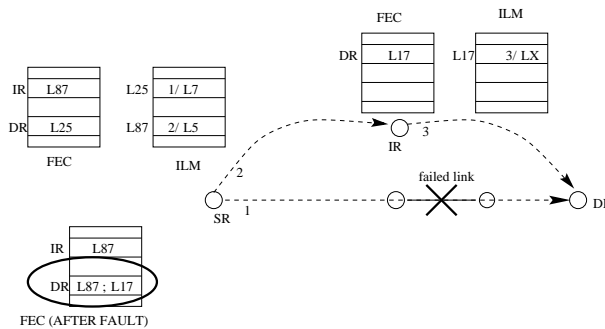 FEC
ILM
DR
L17
L17
3/ LX
IR
L87
DR
L25
FEC
L25
1/ L7
L87
2/ L5
ILM
IR
3
2
failed link
1
SR
IR
L87
DR
L87 ; L17
FEC (AFTER FAULT)